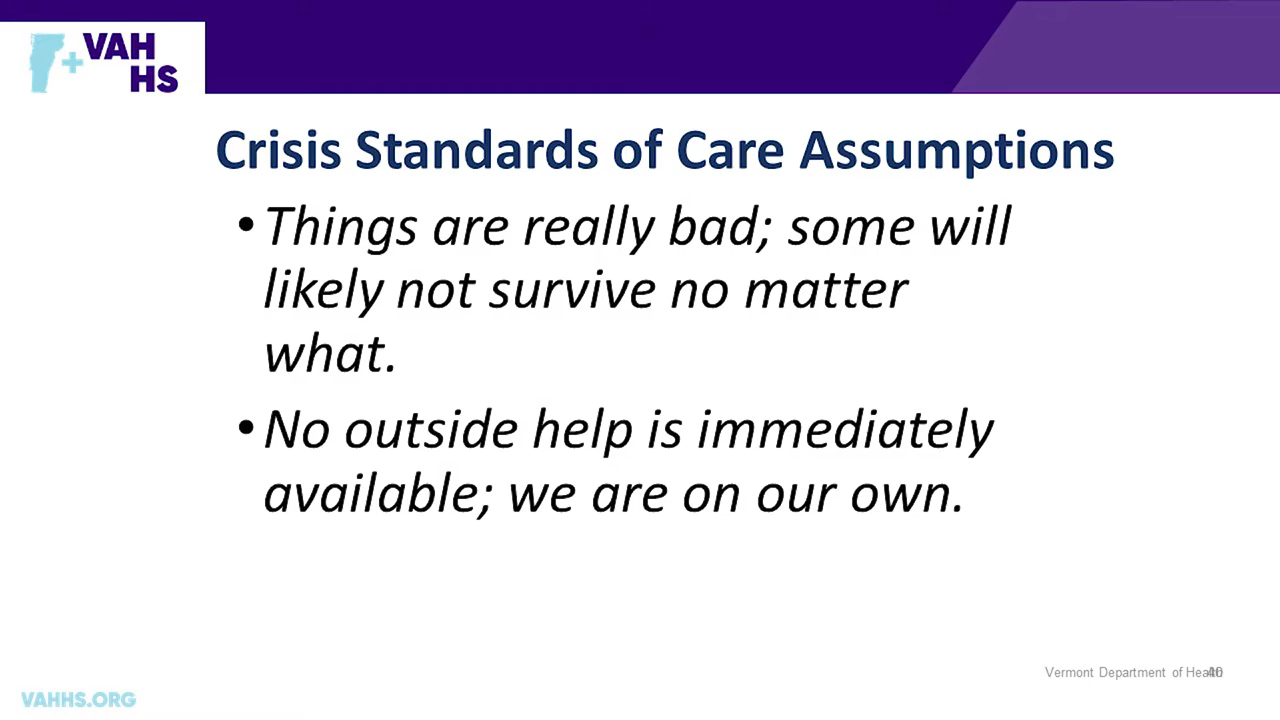 VAH
HS
Crisis Standards of Care Assumptions
•Things are really bad; some will
likely not survive no matter
what.
•No outside help is immediately
available; we are on our own.
Vermont Department of Health 40
VAHHS.ORG